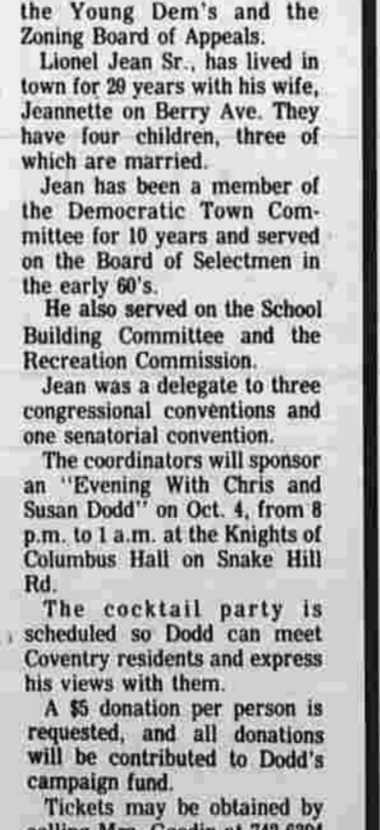 the Young Dem's and the
Zoning Board of Appeals.
Lionel Jean Sr., has lived in
town for 29 years with his wife,
Jeannette on Berry Ave. They
have four children, three of
which are married.
Jean has been a member of
the Democratic Town Com-
mittee for 10 years and served
on the Board of Selectmen in
the early 60's.
He also served on the School
Building Committee and the
Recreation Commission.
Jean was a delegate to three
congressional conventions and
one senatorial convention.
The coordinators will sponsor
an "Evening With Chris and
Susan Dodd" on Oct. 4, from 8
p.m. to 1 a.m. at the Knights of
Columbus Hall on Snake Hill
Rd.
The cocktail party is
scheduled so Dodd can meet
Coventry residents and express
his views with them.
A $5 donation per person is
requested, and all donations
will be contributed to Dodd's
campaign fund.
Tickets may be obtained by
calling Mrs. at